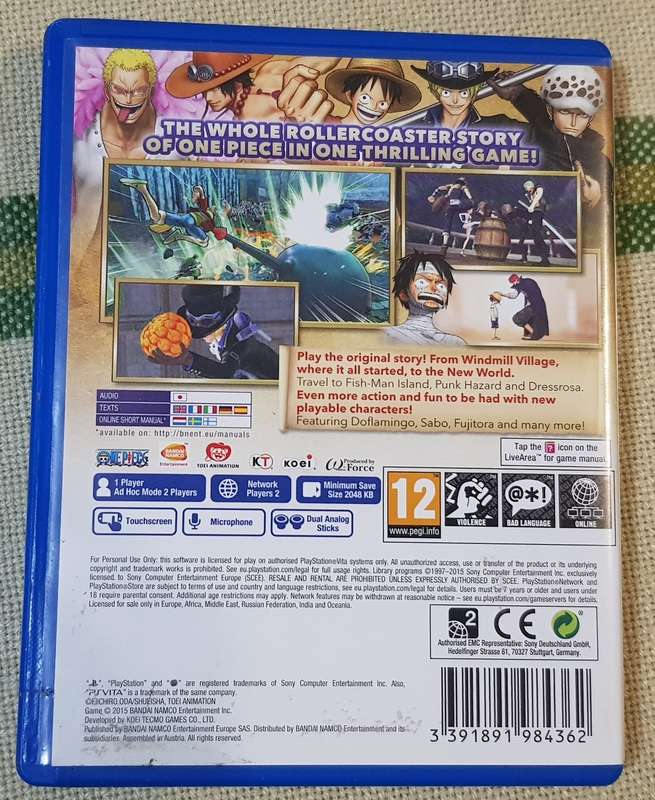 THE WHOLE ROLLERCOASTER STORY
OF ONE PIECE IN ONE THRILLING GAME!
Play the original story! From Windmill Village,
where it all started, to the New World.
Travel to Fish-Man Island, Punk Hazard and Dressrosa.
Even more action and fun to be had with new
playable characters!
Featuring Doflamingo, Sabo, Fujitora and many more!
AUDIO
TEXTS
ONLINE SHORT MANUAL*
*available on: http://bnent.eu/manuals
Tap the ? icon on the
LiveArea™ for game manual.
ONE PIECE
BANDAI NAMCO
Entertainment
TOEI ANIMATION
KT
KOEI
Produced by
ω Force
1 Player
Ad Hoc Mode 2 Players
Network
Players 2
Minimum Save
Size 2048 KB
Touchscreen
Microphone
Dual Analog
Sticks
12
www.pegi.info
VIOLENCE
@*!
BAD LANGUAGE
ONLINE
For Personal Use Only: this software is licensed for play on authorised PlayStation®Vita systems only. All unauthorized access, use or transfer of the product or its underlying
copyright and trademark works is prohibited. See eu.playstation.com/legal for full usage rights. Library programs ©1997–2015 Sony Computer Entertainment Inc. exclusively
licensed to Sony Computer Entertainment Europe (SCEE). RESALE AND RENTAL ARE PROHIBITED UNLESS EXPRESSLY AUTHORISED BY SCEE. PlayStation®Network and
PlayStation®Store are subject to terms of use and country and language restrictions, see eu.playstation.com/legal for details. Users must be 7 years or older and users under
18 require parental consent. Additional age restrictions may apply. Network features may be withdrawn at reasonable notice – see eu.playstation.com/gameservers for details.
Licensed for sale only in Europe, Africa, Middle East, Russian Federation, India and Oceania.
2
CE
Authorised EMC Representative: Sony Deutschland GmbH,
Hedelfinger Strasse 61, 70327 Stuttgart, Germany.
" ", "PlayStation" and " " are registered trademarks of Sony Computer Entertainment Inc. Also,
"PSVITA" is a trademark of the same company.
©EIICHIRO ODA/SHUEISHA, TOEI ANIMATION
Game © 2015 BANDAI NAMCO Entertainment Inc.
Developed by KOEI TECMO GAMES CO., LTD.
Published by BANDAI NAMCO Entertainment Europe SAS. Distributed by BANDAI NAMCO Entertainment Inc. and its
subsidiaries. Assembled in Austria. All rights reserved.
3 391891 984362